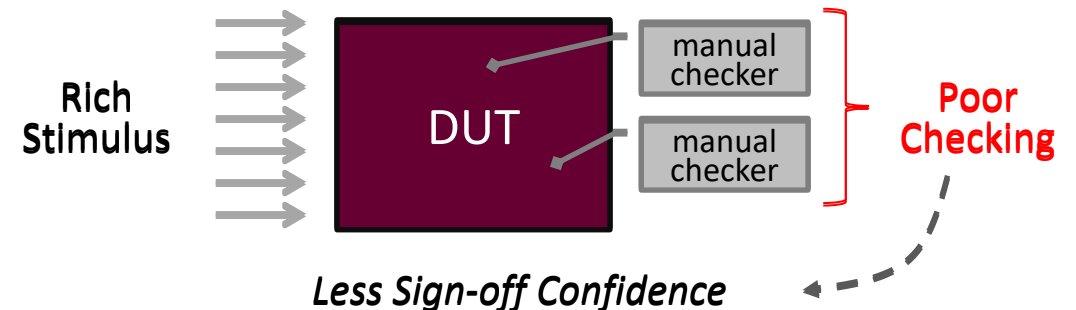 Rich
Stimulus
DUT
manual
checker
manual
checker
Poor
Checking
Less Sign-off Confidence